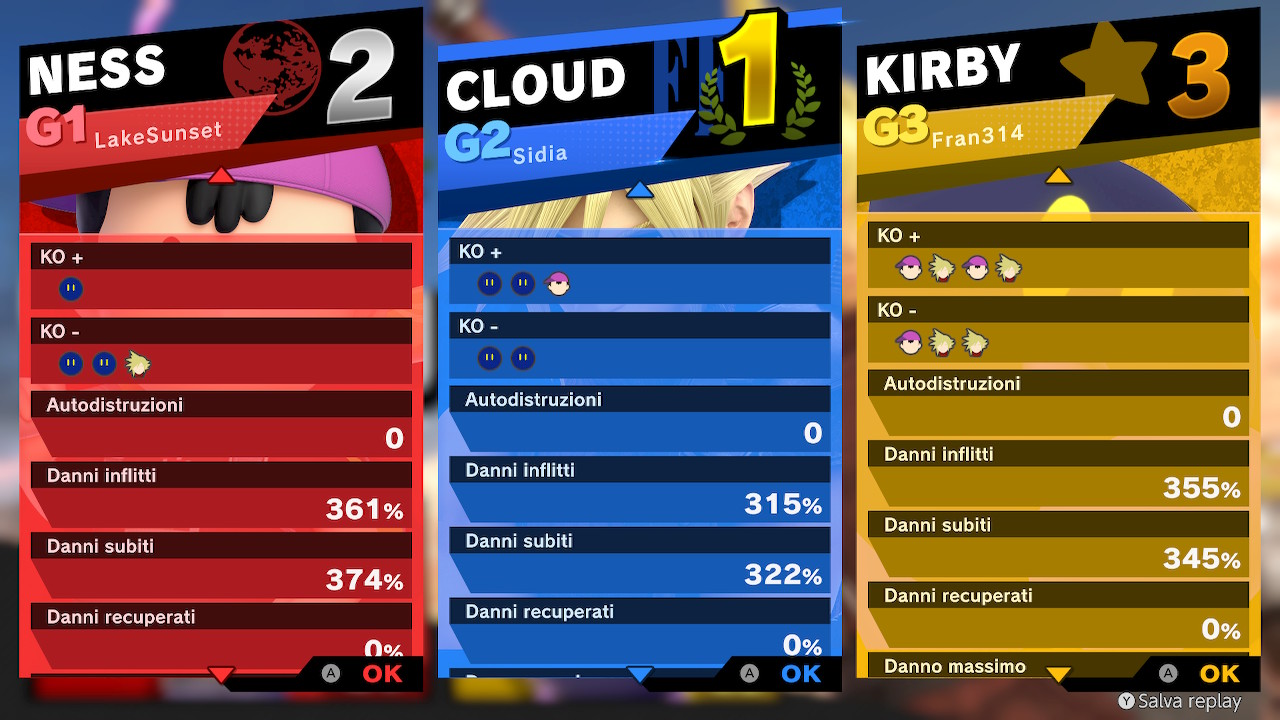 NESS 2
G1 LakeSunset
KO +
KO -
Autodistruzioni
0
Danni inflitti
361%
Danni subiti
374%
Danni recuperati
0%
A OK
CLOUD 1
G2 Sidia
KO +
KO -
Autodistruzioni
0
Danni inflitti
315%
Danni subiti
322%
Danni recuperati
0%
A OK
KIRBY 3
G3 Fran314
KO +
KO -
Autodistruzioni
0
Danni inflitti
355%
Danni subiti
345%
Danni recuperati
0%
Danno massimo
A OK
Y Salva replay